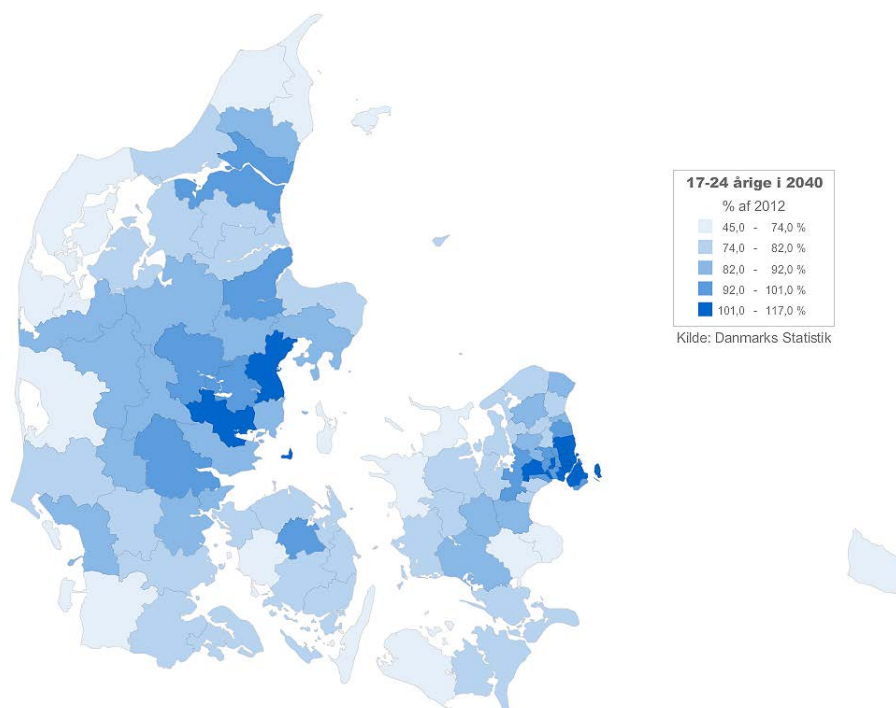 17-24 årige i 2040
% af 2012
45,0 - 74,0 %
74,0 - 82,0 %
82,0 - 92,0 %
92,0 - 101,0 %
101,0 - 117,0 %
Kilde: Danmarks Statistik